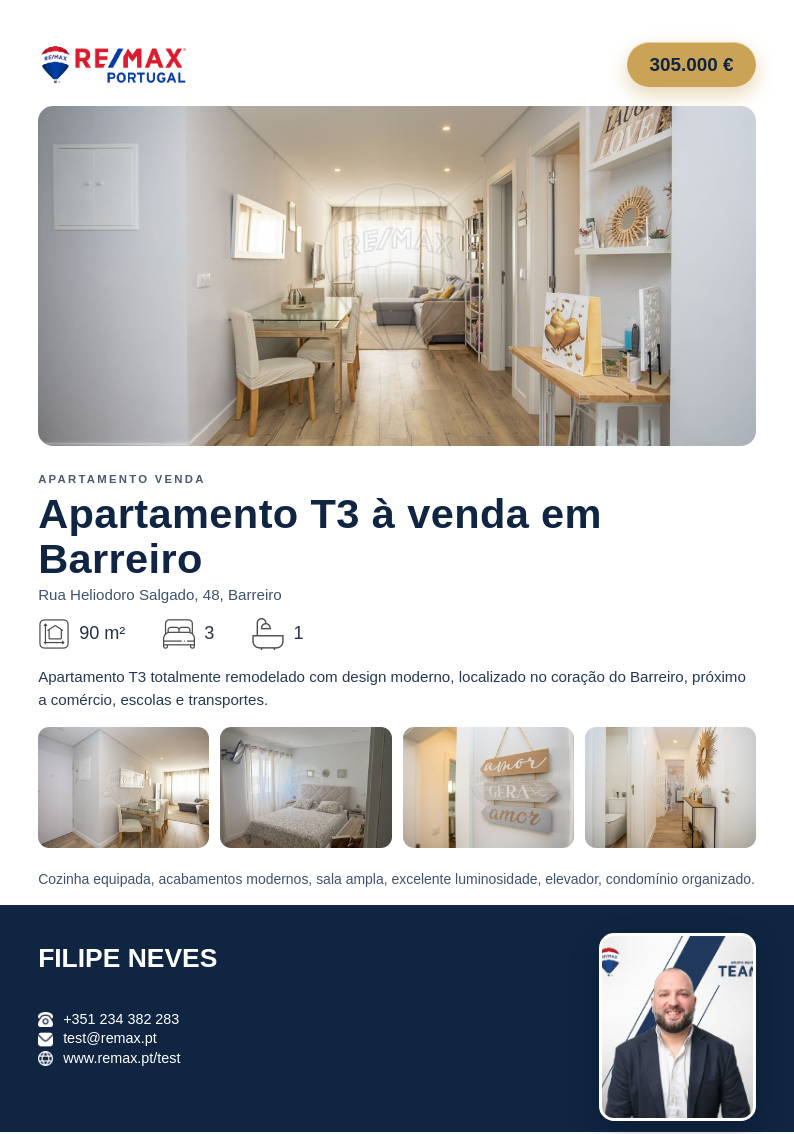 RE/MAX
PORTUGAL
305.000 €
LAUGH
LOVE
RE/MAX
APARTAMENTO VENDA
Apartamento T3 à venda em
Barreiro
Rua Heliodoro Salgado, 48, Barreiro
90 m²
3
1
Apartamento T3 totalmente remodelado com design moderno, localizado no coração do Barreiro, próximo
a comércio, escolas e transportes.
amor
GERA
amor
Cozinha equipada, acabamentos modernos, sala ampla, excelente luminosidade, elevador, condomínio organizado.
FILIPE NEVES
+351 234 382 283
test@remax.pt
www.remax.pt/test